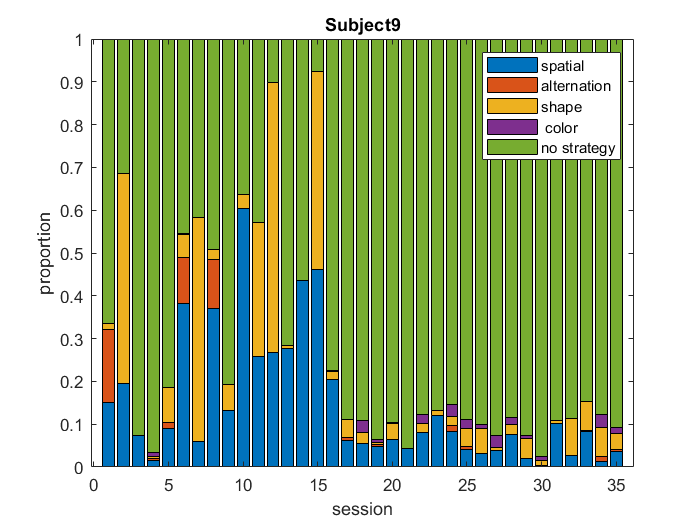 Subject9
1
0.9
0.8
0.7
0.6
0.5
0.4
0.3
0.2
0.1
0
proportion
spatial
alternation
shape
color
no strategy
0 5 10 15 20 25 30 35
session